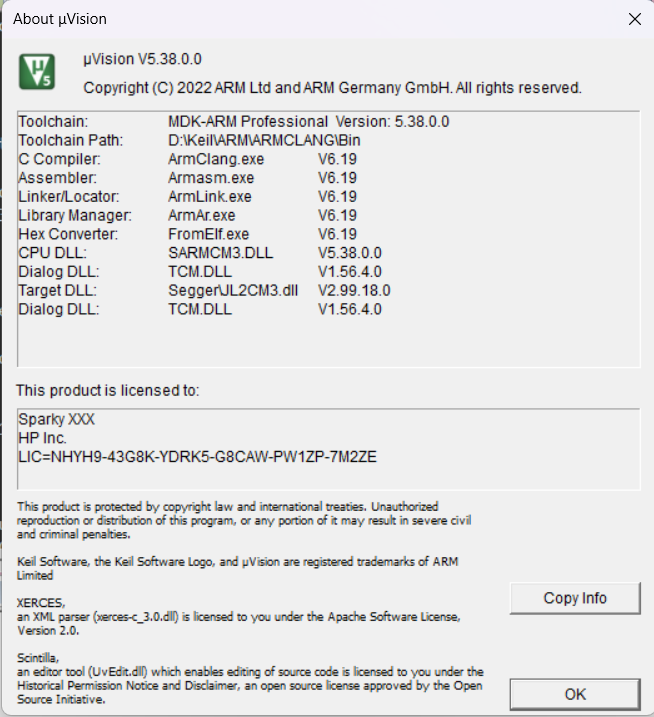 About µVision
µVision V5.38.0.0
Copyright (C) 2022 ARM Ltd and ARM Germany GmbH. All rights reserved.
Toolchain: MDK-ARM Professional Version: 5.38.0.0
Toolchain Path: D:\Keil\ARM\ARMCLANG\Bin
C Compiler: ArmClang.exe V6.19
Assembler: Armasm.exe V6.19
Linker/Locator: ArmLink.exe V6.19
Library Manager: ArmAr.exe V6.19
Hex Converter: FromElf.exe V6.19
CPU DLL: SARMCM3.DLL V5.38.0.0
Dialog DLL: TCM.DLL V1.56.4.0
Target DLL: Segger\JL2CM3.dll V2.99.18.0
Dialog DLL: TCM.DLL V1.56.4.0
This product is licensed to:
Sparky XXX
HP Inc.
LIC=NHYH9-43G8K-YDRK5-G8CAW-PW1ZP-7M2ZE
This product is protected by copyright law and international treaties. Unauthorized
reproduction or distribution of this program, or any portion of it may result in severe civil
and criminal penalties.
Keil Software, the Keil Software Logo, and µVision are registered trademarks of ARM
Limited
XERCES,
an XML parser (xerces-c_3.0.dll) is licensed to you under the Apache Software License,
Version 2.0.
Scintilla,
an editor tool (UvEdit.dll) which enables editing of source code is licensed to you under the
Historical Permission Notice and Disclaimer, an open source license approved by the Open
Source Initiative.
Copy Info
OK